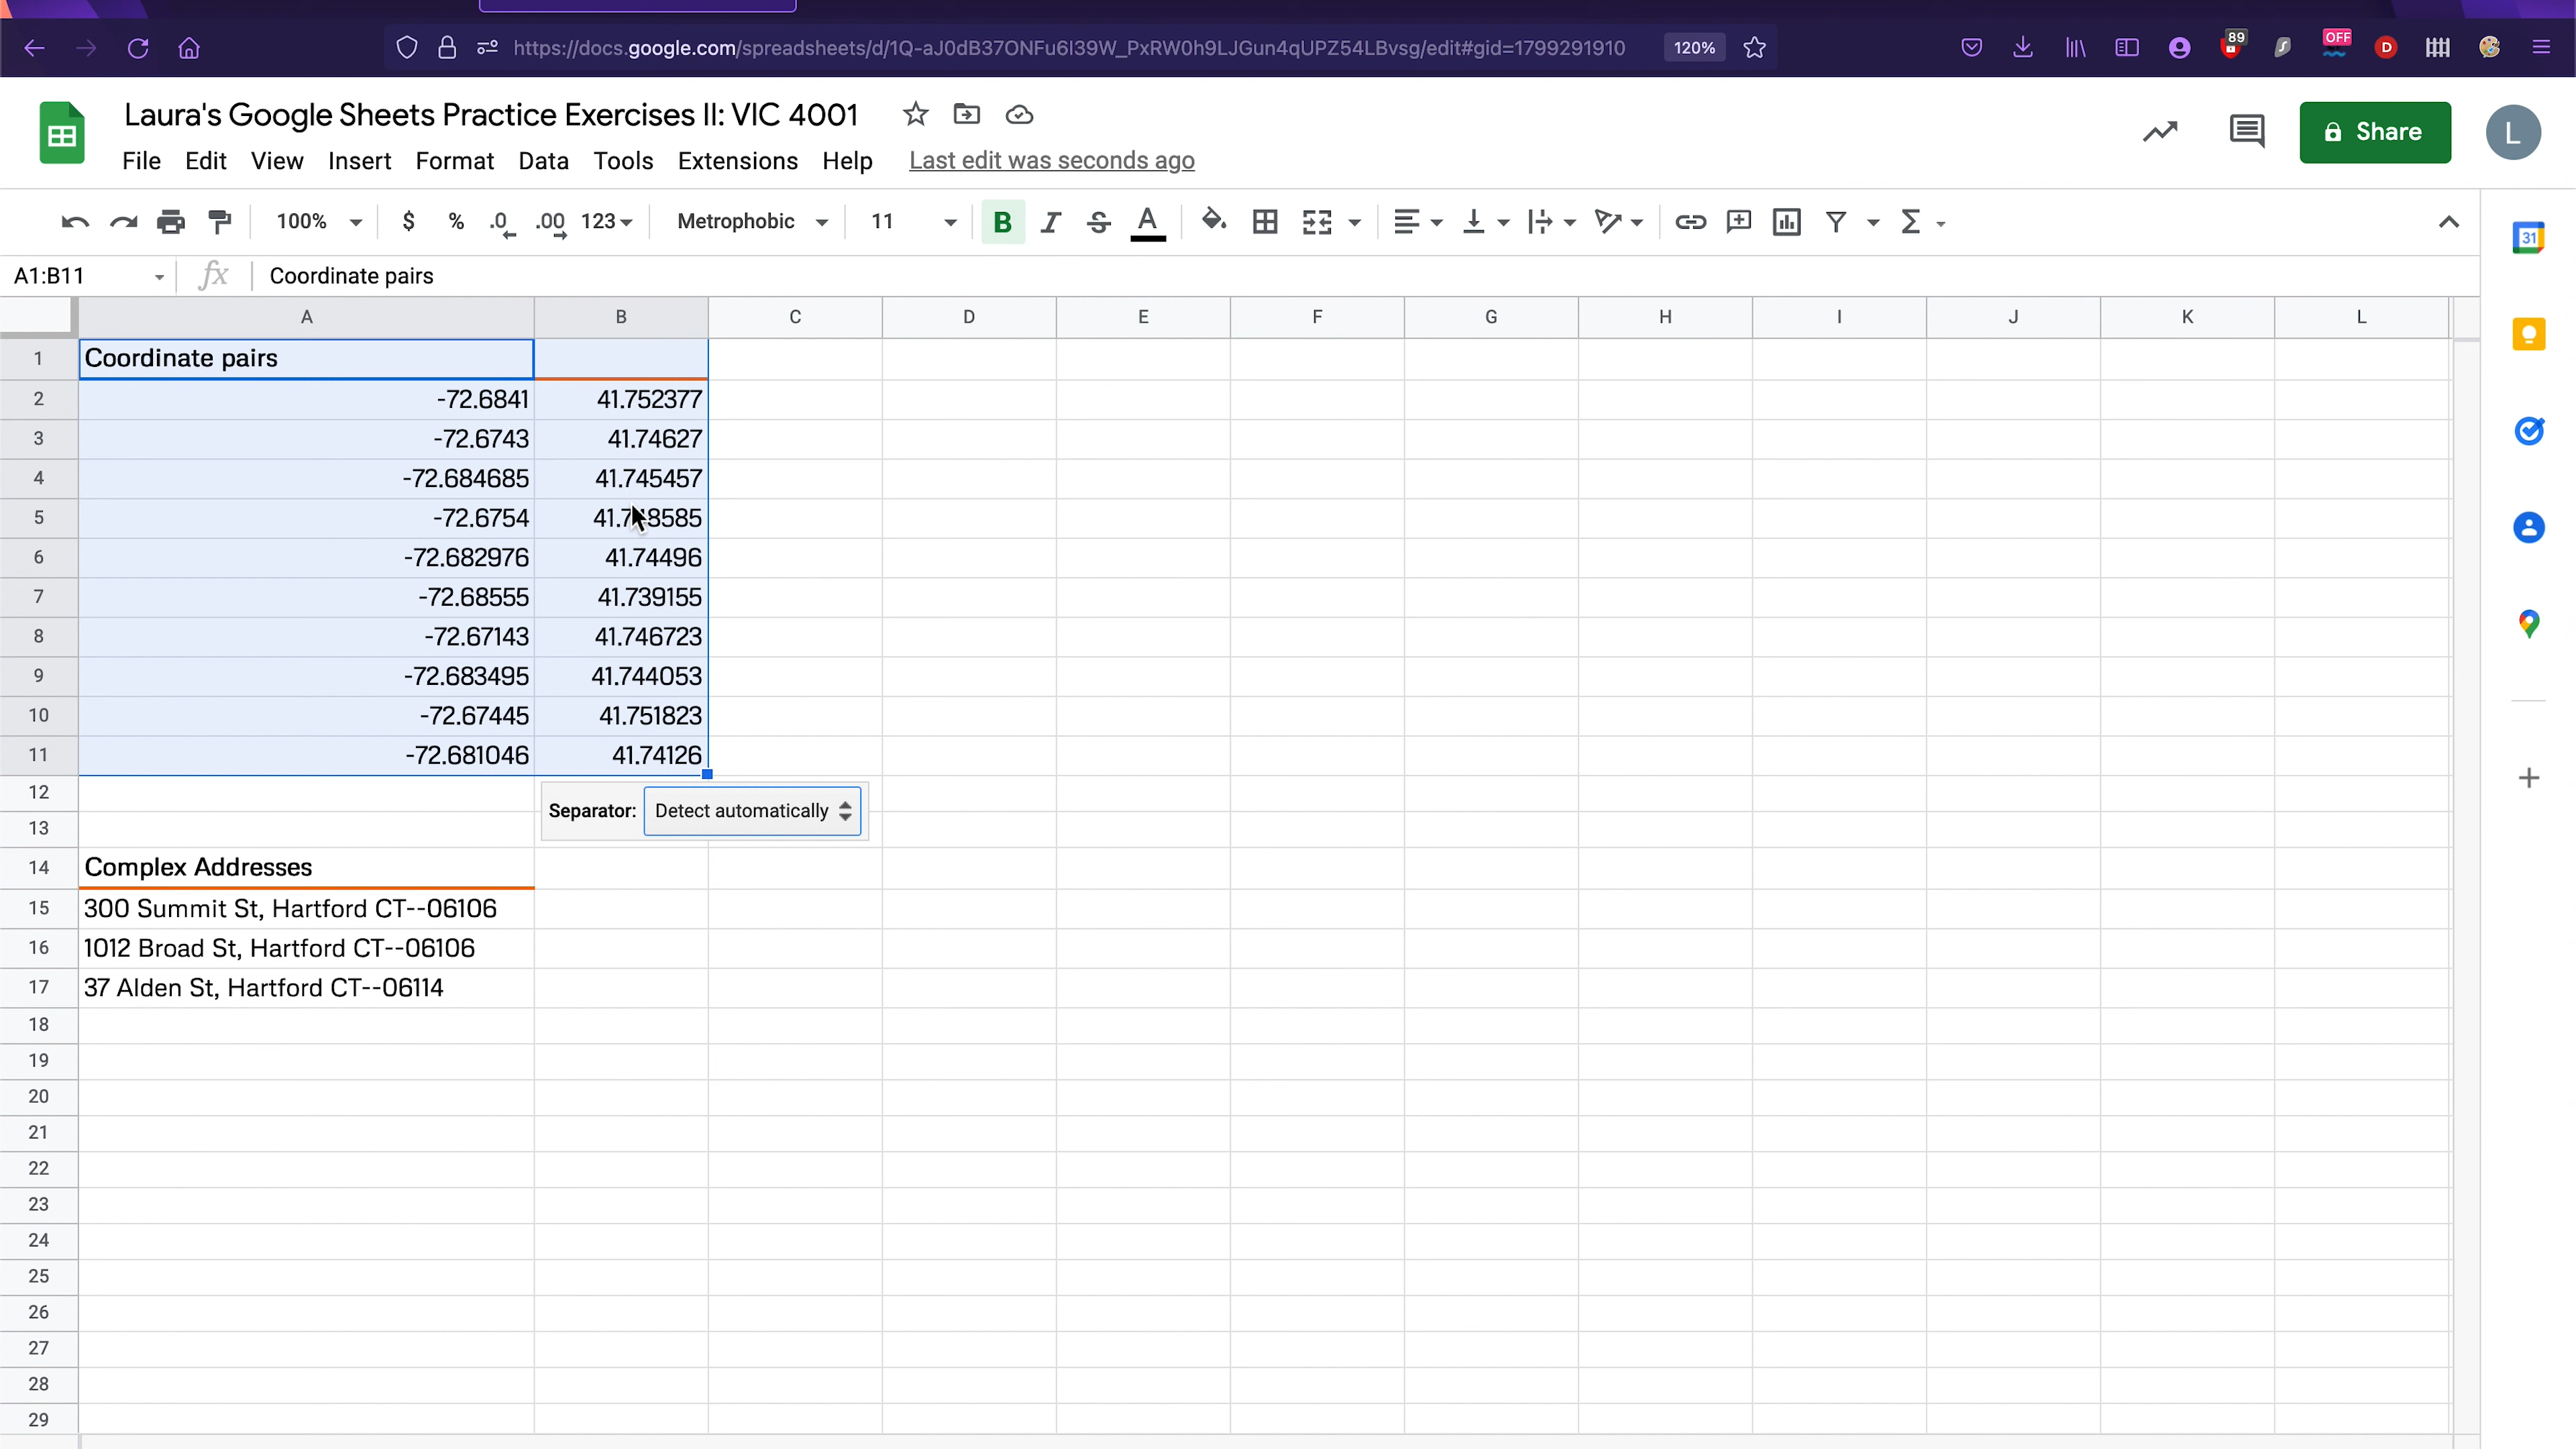 https://docs.google.com/spreadsheets/d/1Q-aJ0dB37ONFu6I39W_PxRW0h9LJGun4qUPZ54LBvsg/edit#gid=1799291910 120% 89 OFF D
Laura's Google Sheets Practice Exercises II: VIC 4001
File Edit View Insert Format Data Tools Extensions Help Last edit was seconds ago
Share L
100% $ % .0 .00 123 Metrophobic 11 B I S A Σ
31
A1:B11 fx Coordinate pairs
A B C D E F G H I J K L
1 Coordinate pairs
2 -72.6841 41.752377
3 -72.6743 41.74627
4 -72.684685 41.745457
5 -72.6754
6 -72.682976 41.74496
7 -72.68555 41.739155
8 -72.67143 41.746723
9 -72.683495 41.744053
10 -72.67445 41.751823
11 -72.681046 41.74126
12
Separator: Detect automatically
13
14 Complex Addresses
15 300 Summit St, Hartford CT--06106
16 1012 Broad St, Hartford CT--06106
17 37 Alden St, Hartford CT--06114
18
19
20
21
22
23
24
25
26
27
28
29